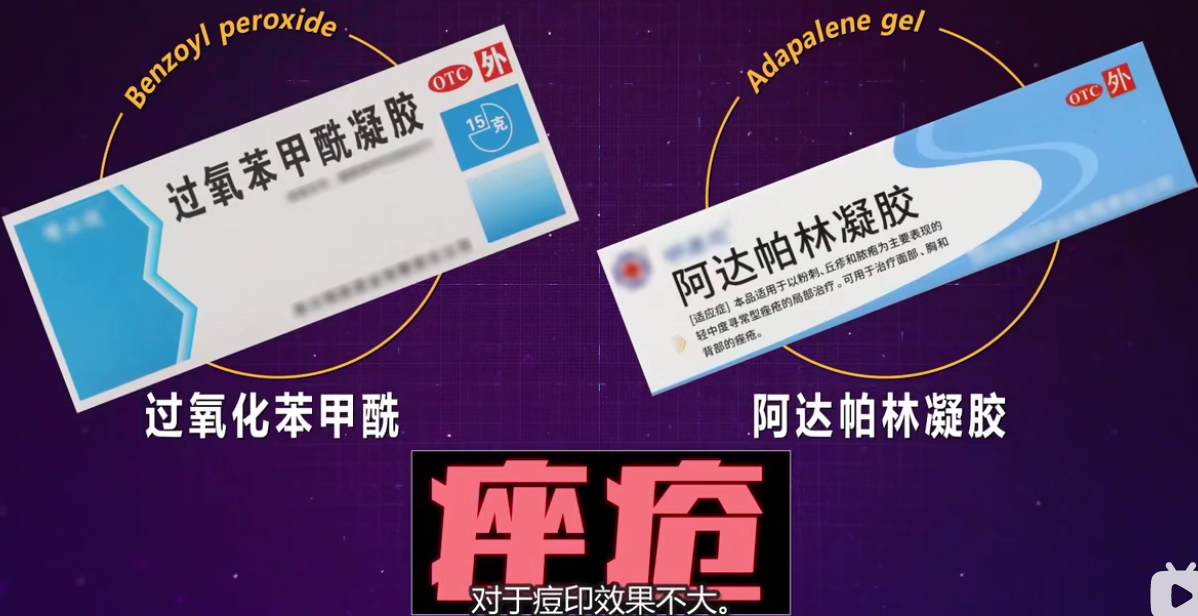 Benzoyl peroxide
OTC 外
过氧苯甲酰凝胶
15克
过氧化苯甲酰
Adapalene gel
OTC 外
阿达帕林凝胶
[适应症] 本品适用于以粉刺、丘疹和脓疱为主要表现的
轻中度寻常型痤疮的局部治疗。可用于治疗面部、胸和
背部的痤疮。
阿达帕林凝胶
痤疮
对于痘印效果不大。